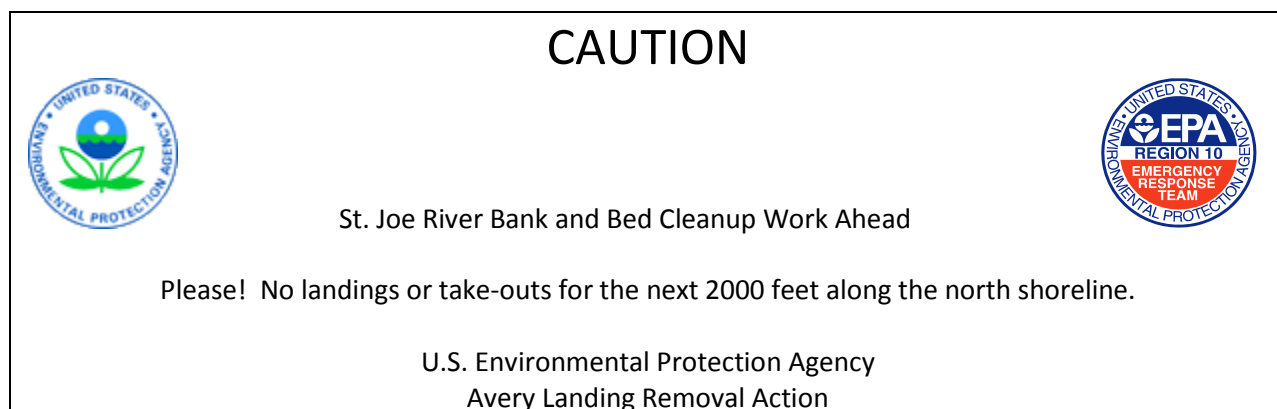 CAUTION
UNITED STATES
ENVIRONMENTAL PROTECTION AGENCY
UNITED STATES
ENVIRONMENTAL PROTECTION AGENCY
EPA
REGION 10
EMERGENCY
RESPONSE
TEAM
St. Joe River Bank and Bed Cleanup Work Ahead
Please!  No landings or take-outs for the next 2000 feet along the north shoreline.
U.S. Environmental Protection Agency
Avery Landing Removal Action